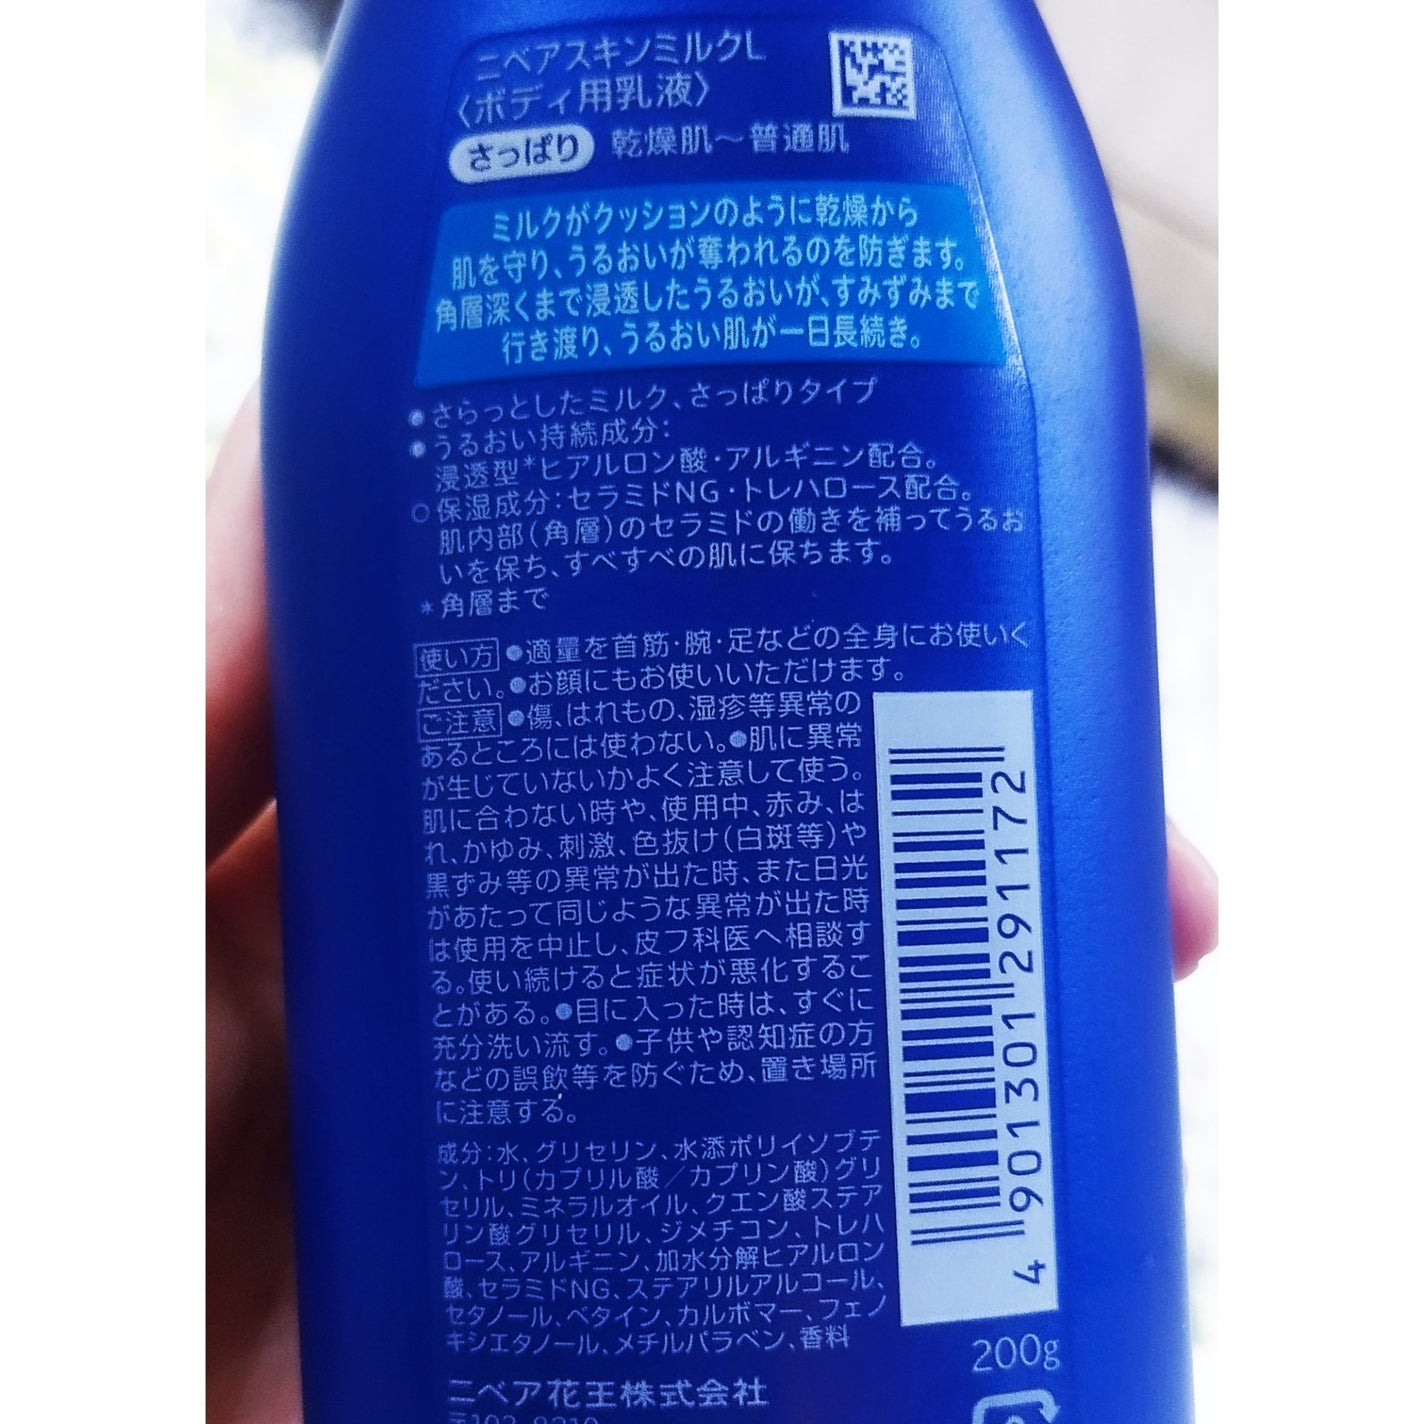 ニベアスキンミルクL
〈ボディ用乳液〉
さっぱり 乾燥肌～普通肌
ミルクがクッションのように乾燥から
肌を守り、うるおいが奪われるのを防ぎます。
角層深くまで浸透したうるおいが、すみずみまで
行き渡り、うるおい肌が一日長続き。
●さらっとしたミルク、さっぱりタイプ
●うるおい持続成分：
浸透型*ヒアルロン酸・アルギニン配合。
○保湿成分：セラミドNG・トレハロース配合。
肌内部(角層)のセラミドの働きを補ってうるお
いを保ち、すべすべの肌に保ちます。
*角層まで
使い方 ●適量を首筋・腕・足などの全身にお使いく
ださい。●お顔にもお使いいただけます。
ご注意 ●傷、はれもの、湿疹等異常の
あるところには使わない。●肌に異常
が生じていないかよく注意して使う。
肌に合わない時や、使用中、赤み、は
れ、かゆみ、刺激、色抜け(白斑等)や
黒ずみ等の異常が出た時、また日光
があたって同じような異常が出た時
は使用を中止し、皮フ科医へ相談す
る。使い続けると症状が悪化するこ
とがある。●目に入った時は、すぐに
充分洗い流す。●子供や認知症の方
などの誤飲等を防ぐため、置き場所
に注意する。
成分：水、グリセリン、水添ポリイソブテ
ン、トリ(カプリル酸／カプリン酸)グリ
セリル、ミネラルオイル、クエン酸ステア
リン酸グリセリル、ジメチコン、トレハ
ロース、アルギニン、加水分解ヒアルロン
酸、セラミドNG、ステアリルアルコール、
セタノール、ベタイン、カルボマー、フェノ
キシエタノール、メチルパラベン、香料
4 901301 291172
200g
ニベア花王株式会社
〒103-8210